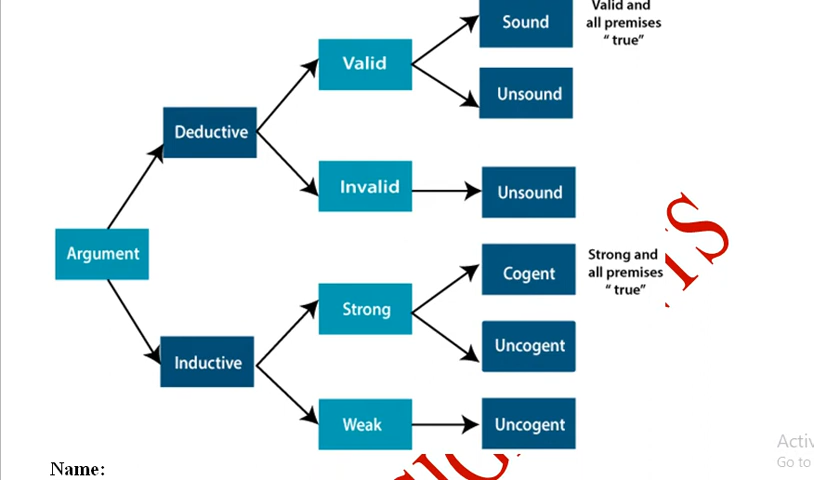 Valid and
all premises
“ true”
Sound
Valid
Unsound
Deductive
Invalid
Unsound
Argument
Strong and
all premises
“ true”
Cogent
Strong
Uncogent
Inductive
Weak
Uncogent
Name:
Go to